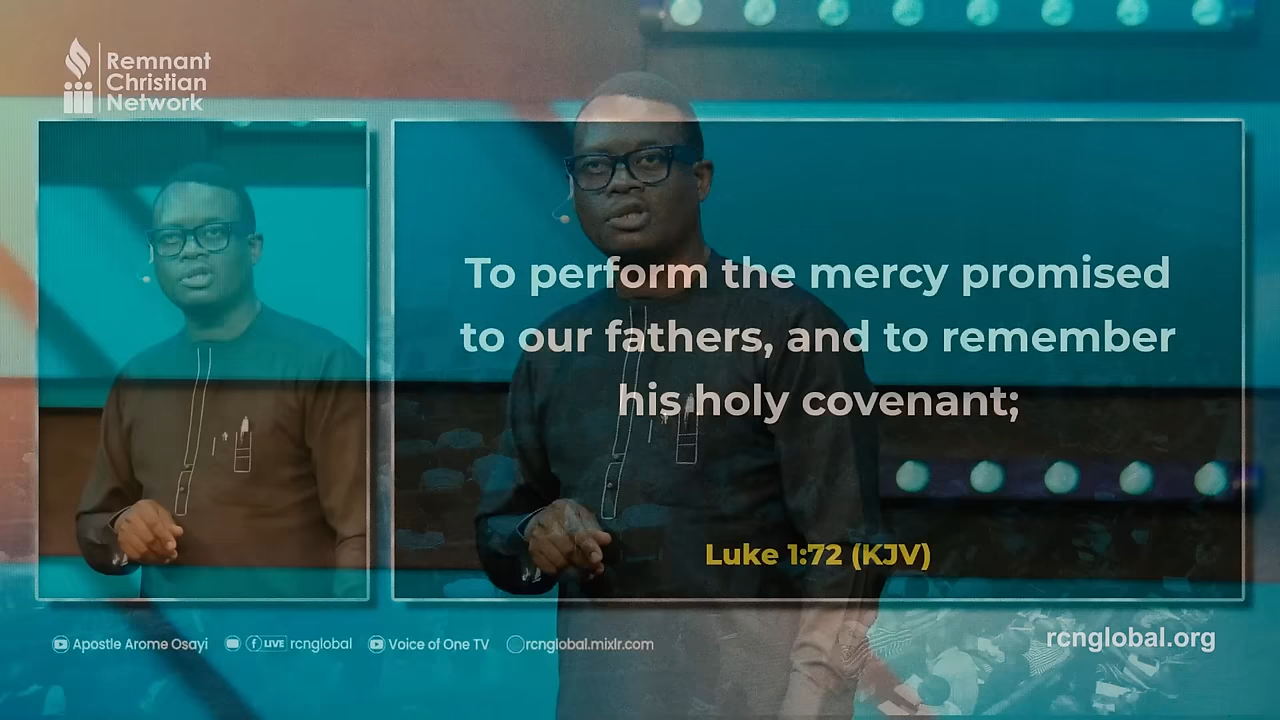 Remnant
Christian
Network
To perform the mercy promised
to our fathers, and to remember
his holy covenant;
Luke 1:72 (KJV)
Apostle Arome Osayi
LIVE rcnglobal
Voice of One TV
rcnglobal.mixlr.com
rcnglobal.org